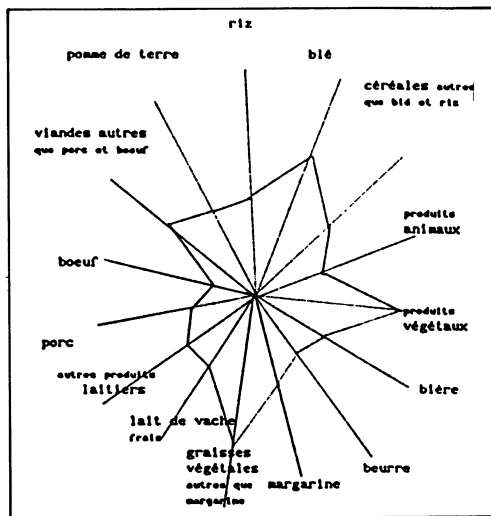 riz
pomme de terre
blé
céréales autres
que blé et riz
viandes autres
que porc et boeuf
produits
animaux
boeuf
produits
végétaux
porc
autres produits
laitiers
bière
lait de vache
frais
graisses
végétales
autres que
margarine
margarine
beurre